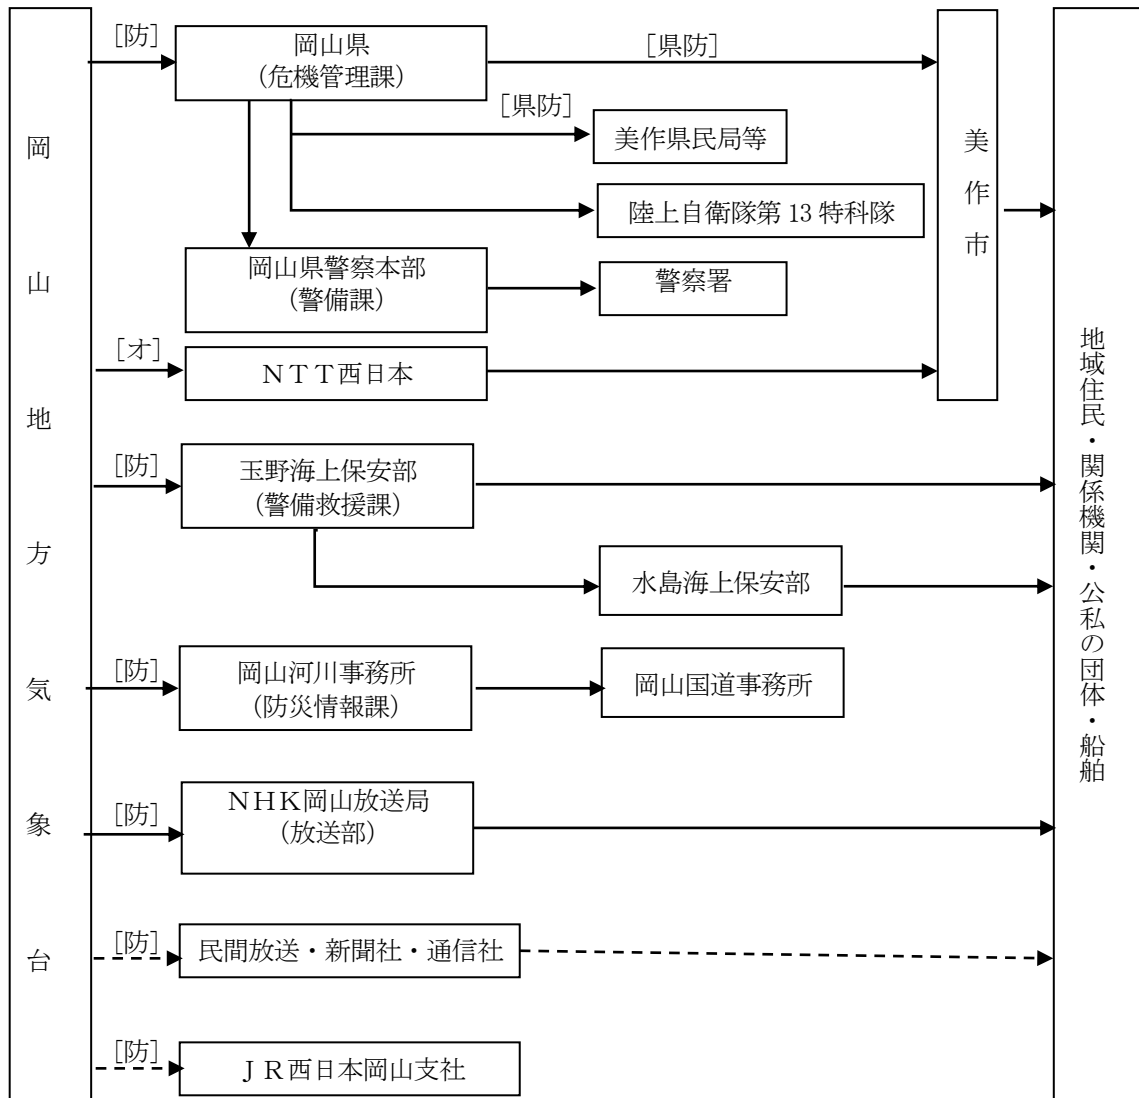 岡山地方気象台
［防］
岡山県
（危機管理課）
［県防］
［県防］
美作県民局等
陸上自衛隊第 13 特科隊
岡山県警察本部
（警備課）
警察署
［オ］
ＮＴＴ西日本
美作市
［防］
玉野海上保安部
（警備救援課）
水島海上保安部
［防］
岡山河川事務所
（防災情報課）
岡山国道事務所
［防］
ＮＨＫ岡山放送局
（放送部）
［防］
民間放送・新聞社・通信社
［防］
ＪＲ西日本岡山支社
地域住民・関係機関・公私の団体・船舶